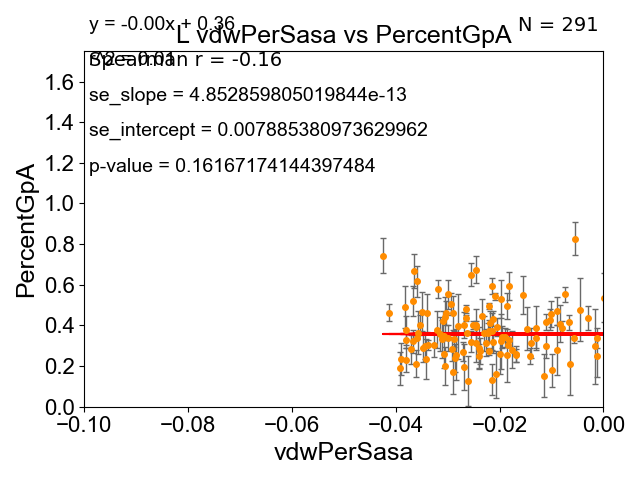 y = -0.00x + 0.36
N = 291
L vdwPerSasa vs PercentGpA
Spearman r = -0.16
se_slope = 4.852859805019844e-13
se_intercept = 0.007885380973629962
p-value = 0.16167174144397484
PercentGpA
1.6
1.4
1.2
1.0
0.8
0.6
0.4
0.2
0.0
−0.10
−0.08
−0.06
−0.04
−0.02
0.00
vdwPerSasa